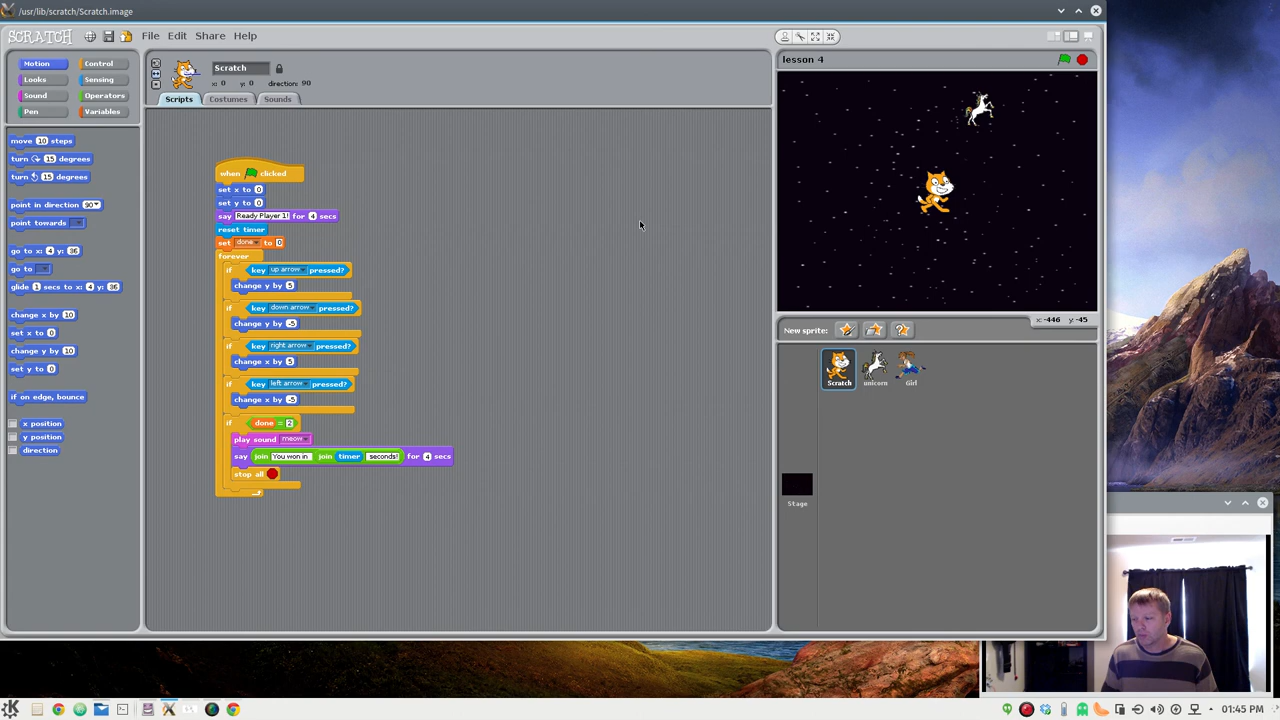 /usr/lib/scratch/Scratch.image
SCRATCH File Edit Share Help
Motion Control
Looks Sensing
Sound Operators
Pen Variables
move 10 steps
turn 15 degrees
turn 15 degrees
point in direction 90
point towards
go to x: 4 y: 36
go to
glide 1 secs to x: 4 y: 36
change x by 10
set x to 0
change y by 10
set y to 0
if on edge, bounce
x position
y position
direction
Scratch
x: 0 y: 0 direction: 90
Scripts Costumes Sounds
when clicked
set x to 0
set y to 0
say Ready Player 1! for 4 secs
reset timer
set done to 0
forever
if key up arrow pressed?
change y by 5
if key down arrow pressed?
change y by -5
if key right arrow pressed?
change x by 5
if key left arrow pressed?
change x by -5
if done = 2
play sound meow
say join You won in join timer seconds! for 4 secs
stop all
lesson 4
x: -446 y: -45
New sprite:
Scratch unicorn Girl
Stage
01:45 PM